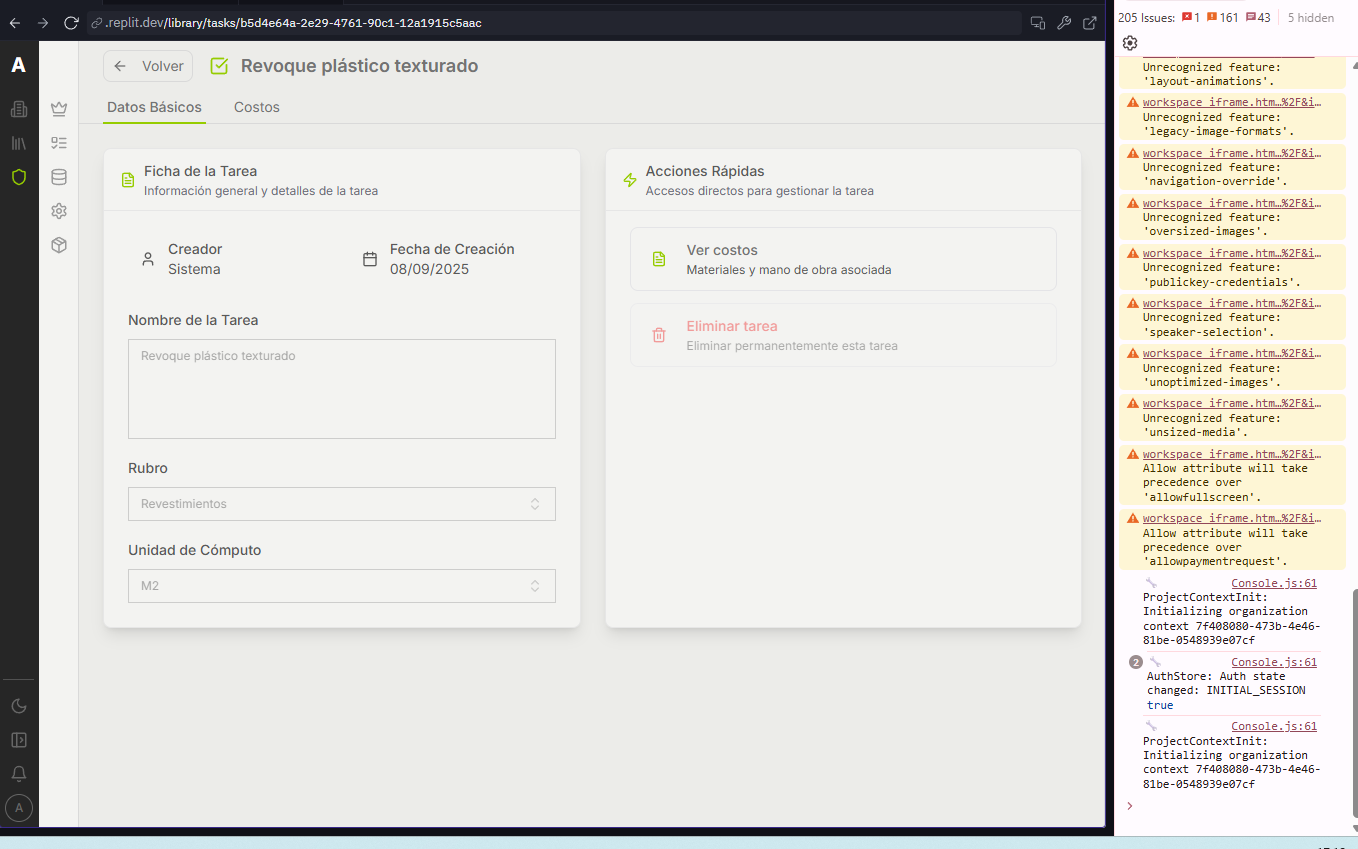 .replit.dev/library/tasks/b5d4e64a-2e29-4761-90c1-12a1915c5aac
A
Volver
Revoque plástico texturado
Datos Básicos
Costos
Ficha de la Tarea
Información general y detalles de la tarea
Creador
Sistema
Fecha de Creación
08/09/2025
Nombre de la Tarea
Revoque plástico texturado
Rubro
Revestimientos
Unidad de Cómputo
M2
Acciones Rápidas
Accesos directos para gestionar la tarea
Ver costos
Materiales y mano de obra asociada
Eliminar tarea
Eliminar permanentemente esta tarea
A
205 Issues: 1 161 43 5 hidden
Unrecognized feature:
'layout-animations'.
workspace_iframe.htm…%2F&i…
Unrecognized feature:
'legacy-image-formats'.
workspace_iframe.htm…%2F&i…
Unrecognized feature:
'navigation-override'.
workspace_iframe.htm…%2F&i…
Unrecognized feature:
'oversized-images'.
workspace_iframe.htm…%2F&i…
Unrecognized feature:
'publickey-credentials'.
workspace_iframe.htm…%2F&i…
Unrecognized feature:
'speaker-selection'.
workspace_iframe.htm…%2F&i…
Unrecognized feature:
'unoptimized-images'.
workspace_iframe.htm…%2F&i…
Unrecognized feature:
'unsized-media'.
workspace_iframe.htm…%2F&i…
Allow attribute will take
precedence over
'allowfullscreen'.
workspace_iframe.htm…%2F&i…
Allow attribute will take
precedence over
'allowpaymentrequest'.
Console.js:61
ProjectContextInit:
Initializing organization
context 7f408080-473b-4e46-
81be-0548939e07cf
2 Console.js:61
AuthStore: Auth state
changed: INITIAL_SESSION
true
Console.js:61
ProjectContextInit:
Initializing organization
context 7f408080-473b-4e46-
81be-0548939e07cf